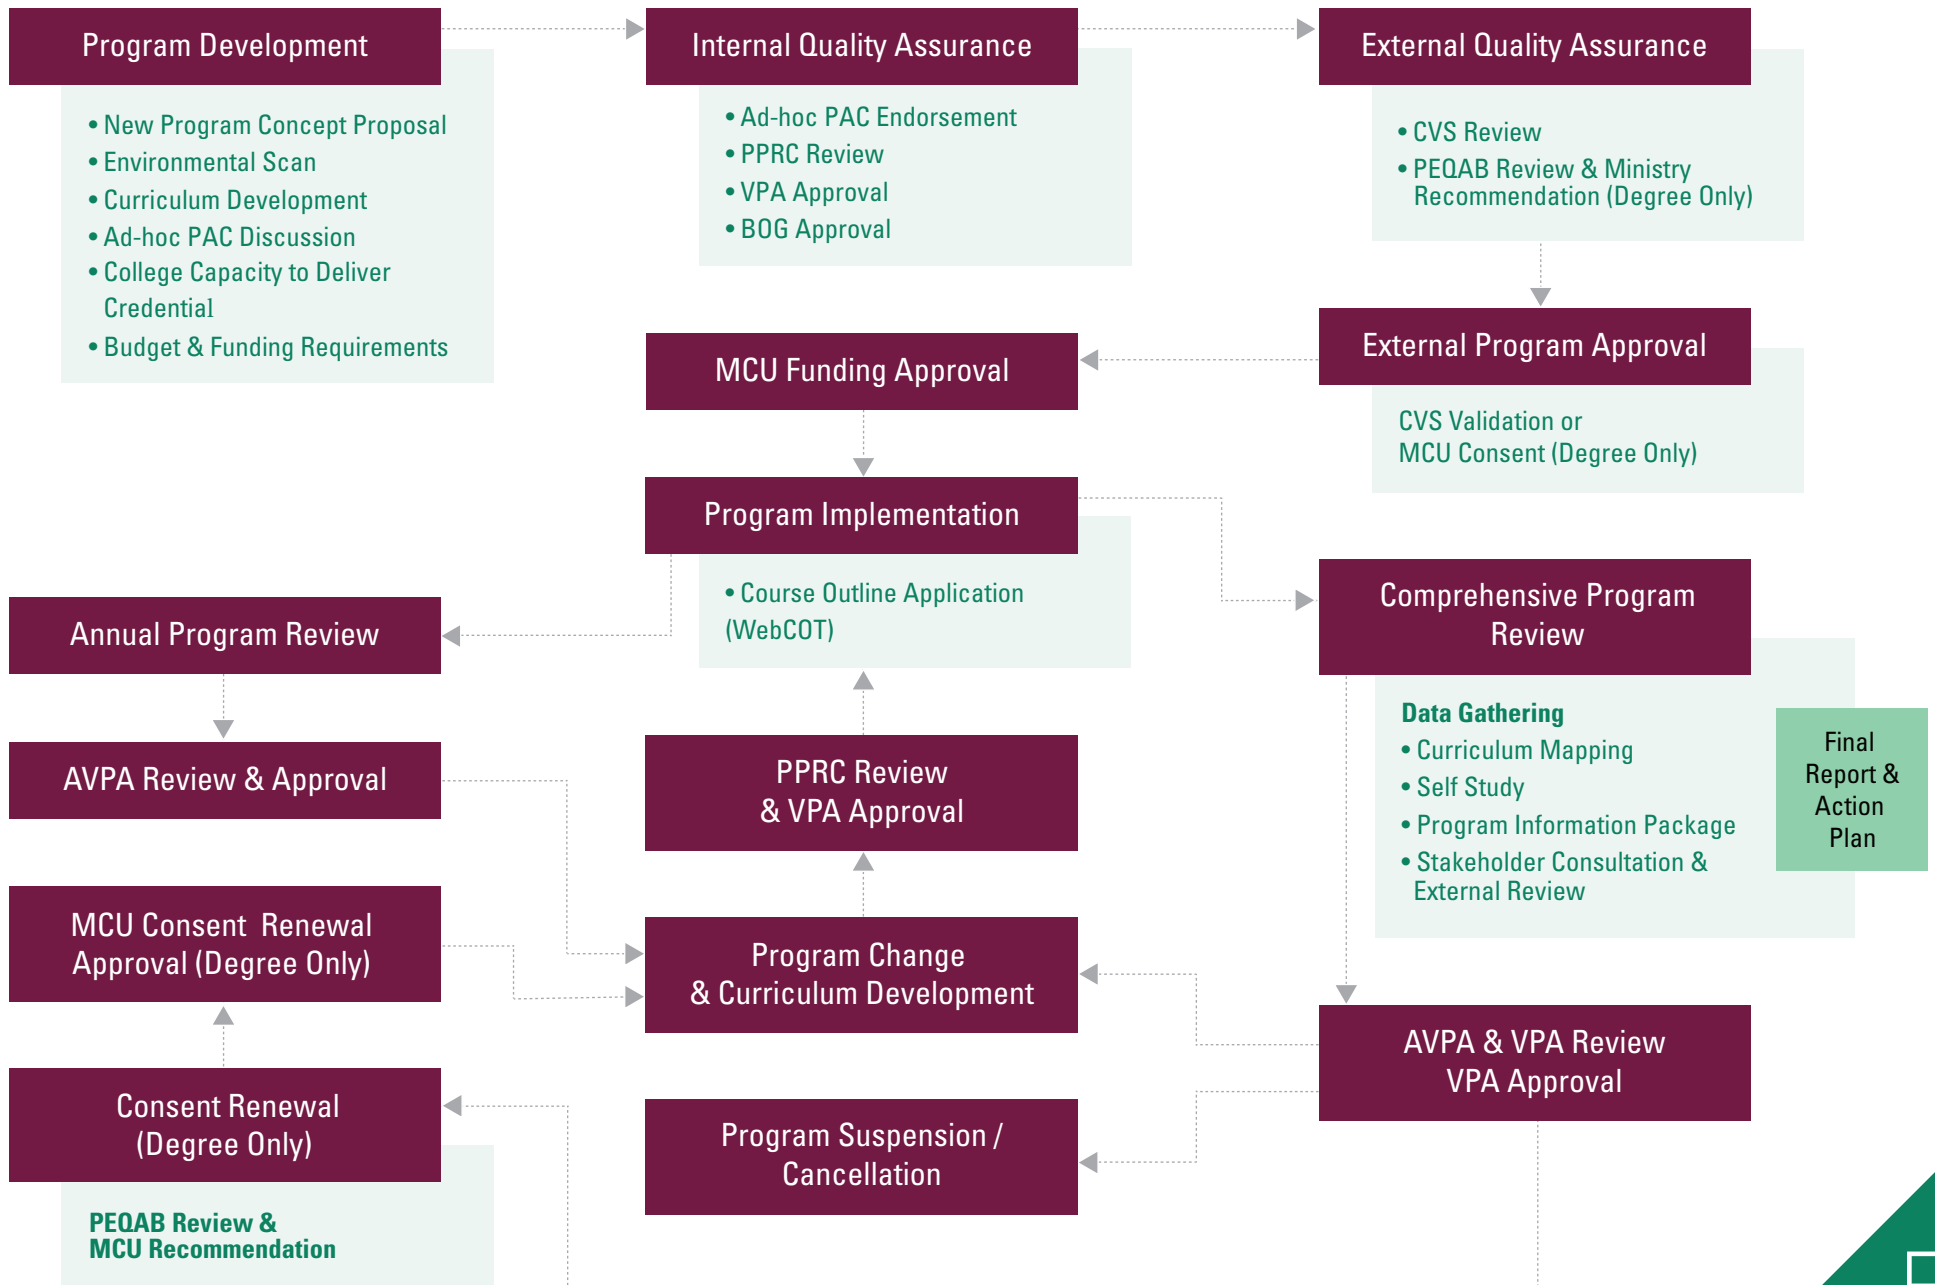 Program Development
• New Program Concept Proposal
• Environmental Scan
• Curriculum Development
• Ad-hoc PAC Discussion
• College Capacity to Deliver
Credential
• Budget & Funding Requirements
Internal Quality Assurance
• Ad-hoc PAC Endorsement
• PPRC Review
• VPA Approval
• BOG Approval
External Quality Assurance
• CVS Review
• PEQAB Review & Ministry
Recommendation (Degree Only)
External Program Approval
CVS Validation or
MCU Consent (Degree Only)
MCU Funding Approval
Program Implementation
• Course Outline Application
(WebCOT)
Annual Program Review
AVPA Review & Approval
MCU Consent Renewal
Approval (Degree Only)
Consent Renewal
(Degree Only)
PEQAB Review &
MCU Recommendation
PPRC Review
& VPA Approval
Program Change
& Curriculum Development
Program Suspension /
Cancellation
Comprehensive Program
Review
Data Gathering
• Curriculum Mapping
• Self Study
• Program Information Package
• Stakeholder Consultation &
External Review
Final
Report &
Action
Plan
AVPA & VPA Review
VPA Approval